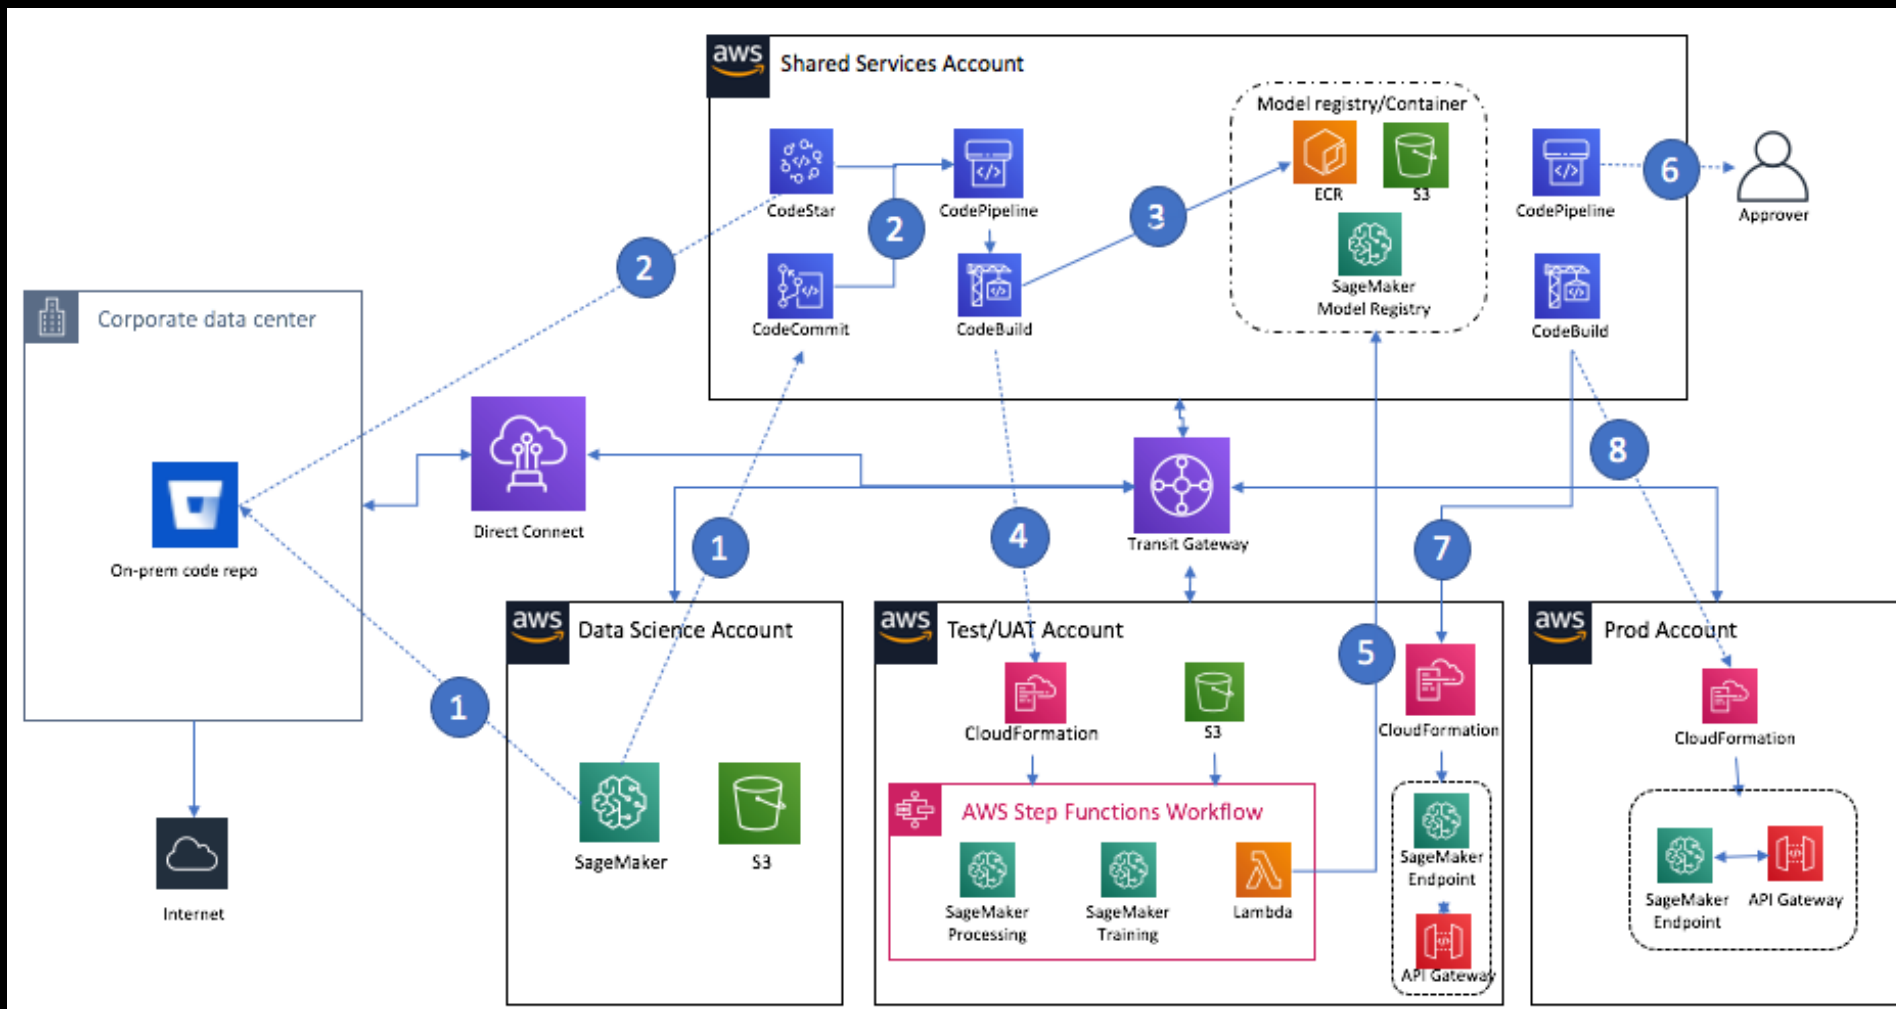 aws
Shared Services Account
Model registry/Container
ECR
S3
SageMaker
Model Registry
CodeStar
CodePipeline
CodeCommit
CodeBuild
CodePipeline
CodeBuild
Approver
2
2
3
6
Corporate data center
On-prem code repo
Direct Connect
Transit Gateway
Internet
1
1
4
5
7
8
aws
Data Science Account
SageMaker
S3
aws
Test/UAT Account
CloudFormation
S3
CloudFormation
AWS Step Functions Workflow
SageMaker
Processing
SageMaker
Training
Lambda
SageMaker
Endpoint
API Gateway
aws
Prod Account
CloudFormation
SageMaker
Endpoint
API Gateway